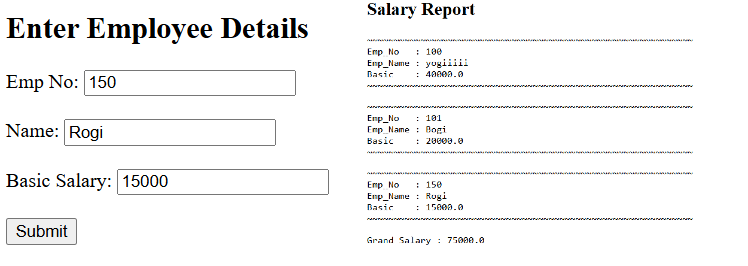 Enter Employee Details
Emp No: 150
Name: Rogi
Basic Salary: 15000
Submit
Salary Report
~~~~~~~~~~~~~~~~~~~~~~~~~~~~~~~~~~~~~~~~~~~~~~~~~~~~~~~~~~~~~~~~~
Emp No   : 100
Emp_Name : yogiiiii
Basic    : 40000.0
~~~~~~~~~~~~~~~~~~~~~~~~~~~~~~~~~~~~~~~~~~~~~~~~~~~~~~~~~~~~~~~~~
~~~~~~~~~~~~~~~~~~~~~~~~~~~~~~~~~~~~~~~~~~~~~~~~~~~~~~~~~~~~~~~~~
Emp No   : 101
Emp_Name : Bogi
Basic    : 20000.0
~~~~~~~~~~~~~~~~~~~~~~~~~~~~~~~~~~~~~~~~~~~~~~~~~~~~~~~~~~~~~~~~~
~~~~~~~~~~~~~~~~~~~~~~~~~~~~~~~~~~~~~~~~~~~~~~~~~~~~~~~~~~~~~~~~~
Emp No   : 150
Emp_Name : Rogi
Basic    : 15000.0
~~~~~~~~~~~~~~~~~~~~~~~~~~~~~~~~~~~~~~~~~~~~~~~~~~~~~~~~~~~~~~~~~
Grand Salary : 75000.0